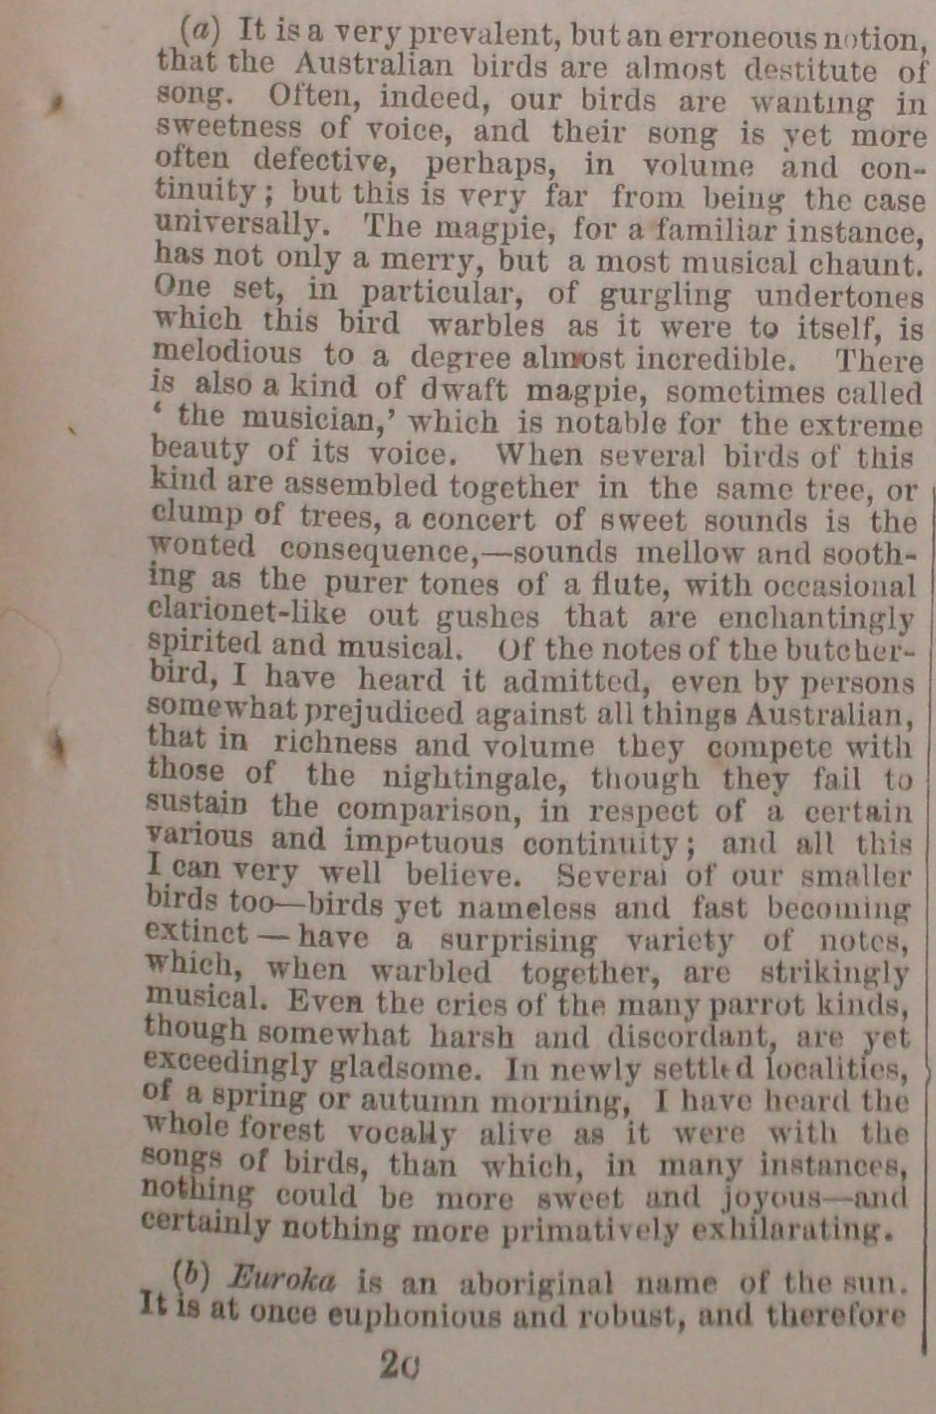 (a) It is a very prevalent, but an erroneous notion,
that the Australian birds are almost destitute of
song. Often, indeed, our birds are wanting in
sweetness of voice, and their song is yet more
often defective, perhaps, in volume and con-
tinuity; but this is very far from being the case
universally. The magpie, for a familiar instance,
has not only a merry, but a most musical chaunt.
One set, in particular, of gurgling undertones
which this bird warbles as it were to itself, is
melodious to a degree almost incredible. There
is also a kind of dwaft magpie, sometimes called
‘ the musician,’ which is notable for the extreme
beauty of its voice. When several birds of this
kind are assembled together in the same tree, or
clump of trees, a concert of sweet sounds is the
wonted consequence,—sounds mellow and sooth-
ing as the purer tones of a flute, with occasional
clarionet-like out gushes that are enchantingly
spirited and musical. Of the notes of the butcher-
bird, I have heard it admitted, even by persons
somewhat prejudiced against all things Australian,
that in richness and volume they compete with
those of the nightingale, though they fail to
sustain the comparison, in respect of a certain
various and impetuous continuity; and all this
I can very well believe. Several of our smaller
birds too—birds yet nameless and fast becoming
extinct — have a surprising variety of notes,
which, when warbled together, are strikingly
musical. Even the cries of the many parrot kinds,
though somewhat harsh and discordant, are yet
exceedingly gladsome. In newly settled localities,
of a spring or autumn morning, I have heard the
whole forest vocally alive as it were with the
songs of birds, than which, in many instances,
nothing could be more sweet and joyous—and
certainly nothing more primatively exhilarating.
(b) Euroka is an aboriginal name of the sun.
It is at once euphonious and robust, and therefore
2c